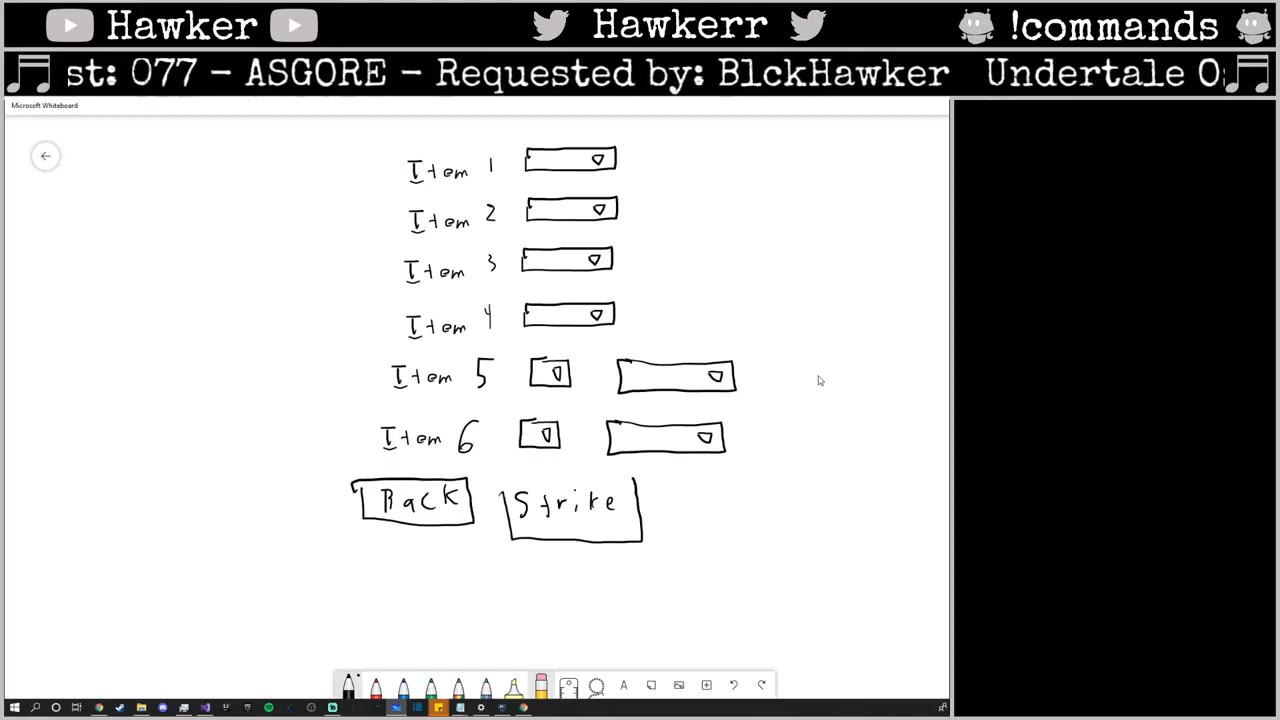 Hawker
Hawkerr
!commands
st: 077 - ASGORE - Requested by: BlckHawker Undertale O
Microsoft Whiteboard
Item 1
Item 2
Item 3
Item 4
Item 5
Item 6
Back Strike